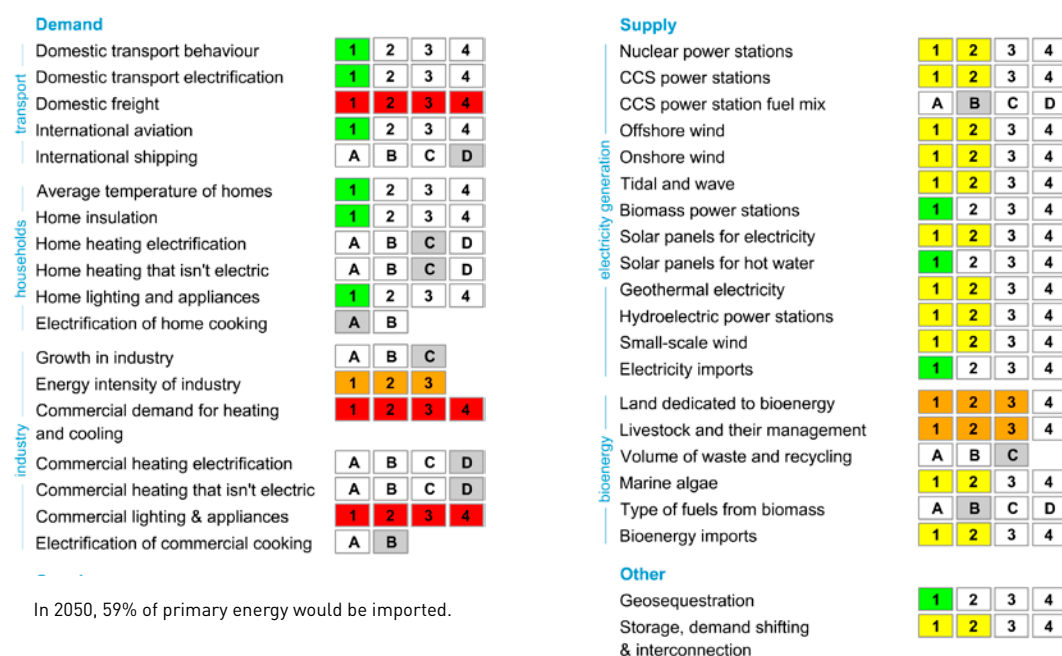 Demand
transport
Domestic transport behaviour 1 2 3 4
Domestic transport electrification 1 2 3 4
Domestic freight 1 2 3 4
International aviation 1 2 3 4
International shipping A B C D
households
Average temperature of homes 1 2 3 4
Home insulation 1 2 3 4
Home heating electrification A B C D
Home heating that isn't electric A B C D
Home lighting and appliances 1 2 3 4
Electrification of home cooking A B
industry
Growth in industry A B C
Energy intensity of industry 1 2 3
Commercial demand for heating 1 2 3 4
and cooling
Commercial heating electrification A B C D
Commercial heating that isn't electric A B C D
Commercial lighting & appliances 1 2 3 4
Electrification of commercial cooking A B
In 2050, 59% of primary energy would be imported.
Supply
electricity generation
Nuclear power stations 1 2 3 4
CCS power stations 1 2 3 4
CCS power station fuel mix A B C D
Offshore wind 1 2 3 4
Onshore wind 1 2 3 4
Tidal and wave 1 2 3 4
Biomass power stations 1 2 3 4
Solar panels for electricity 1 2 3 4
Solar panels for hot water 1 2 3 4
Geothermal electricity 1 2 3 4
Hydroelectric power stations 1 2 3 4
Small-scale wind 1 2 3 4
Electricity imports 1 2 3 4
bioenergy
Land dedicated to bioenergy 1 2 3 4
Livestock and their management 1 2 3 4
Volume of waste and recycling A B C
Marine algae 1 2 3 4
Type of fuels from biomass A B C D
Bioenergy imports 1 2 3 4
Other
Geosequestration 1 2 3 4
Storage, demand shifting 1 2 3 4
& interconnection